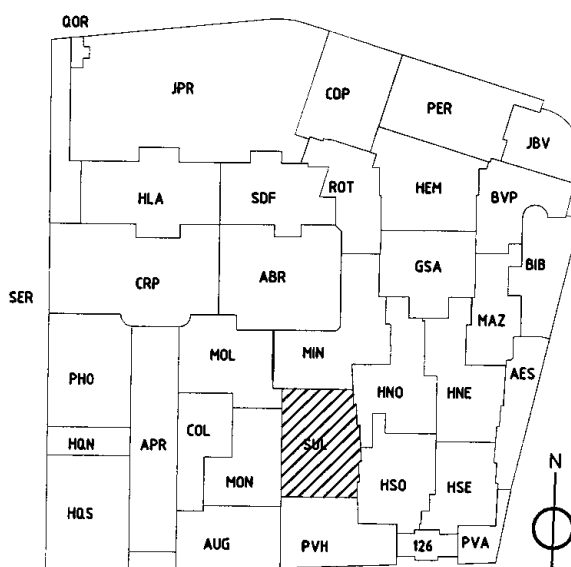 QOR
JPR
CDP
PER
JBV
HLA
SDF
ROT
HEM
BVP
SER
CRP
ABR
GSA
BIB
MAZ
MOL
MIN
PHO
AES
HNO
HNE
COL
APR
HQN
SUL
MON
HSO
HSE
HQS
AUG
PVH
126
PVA
N